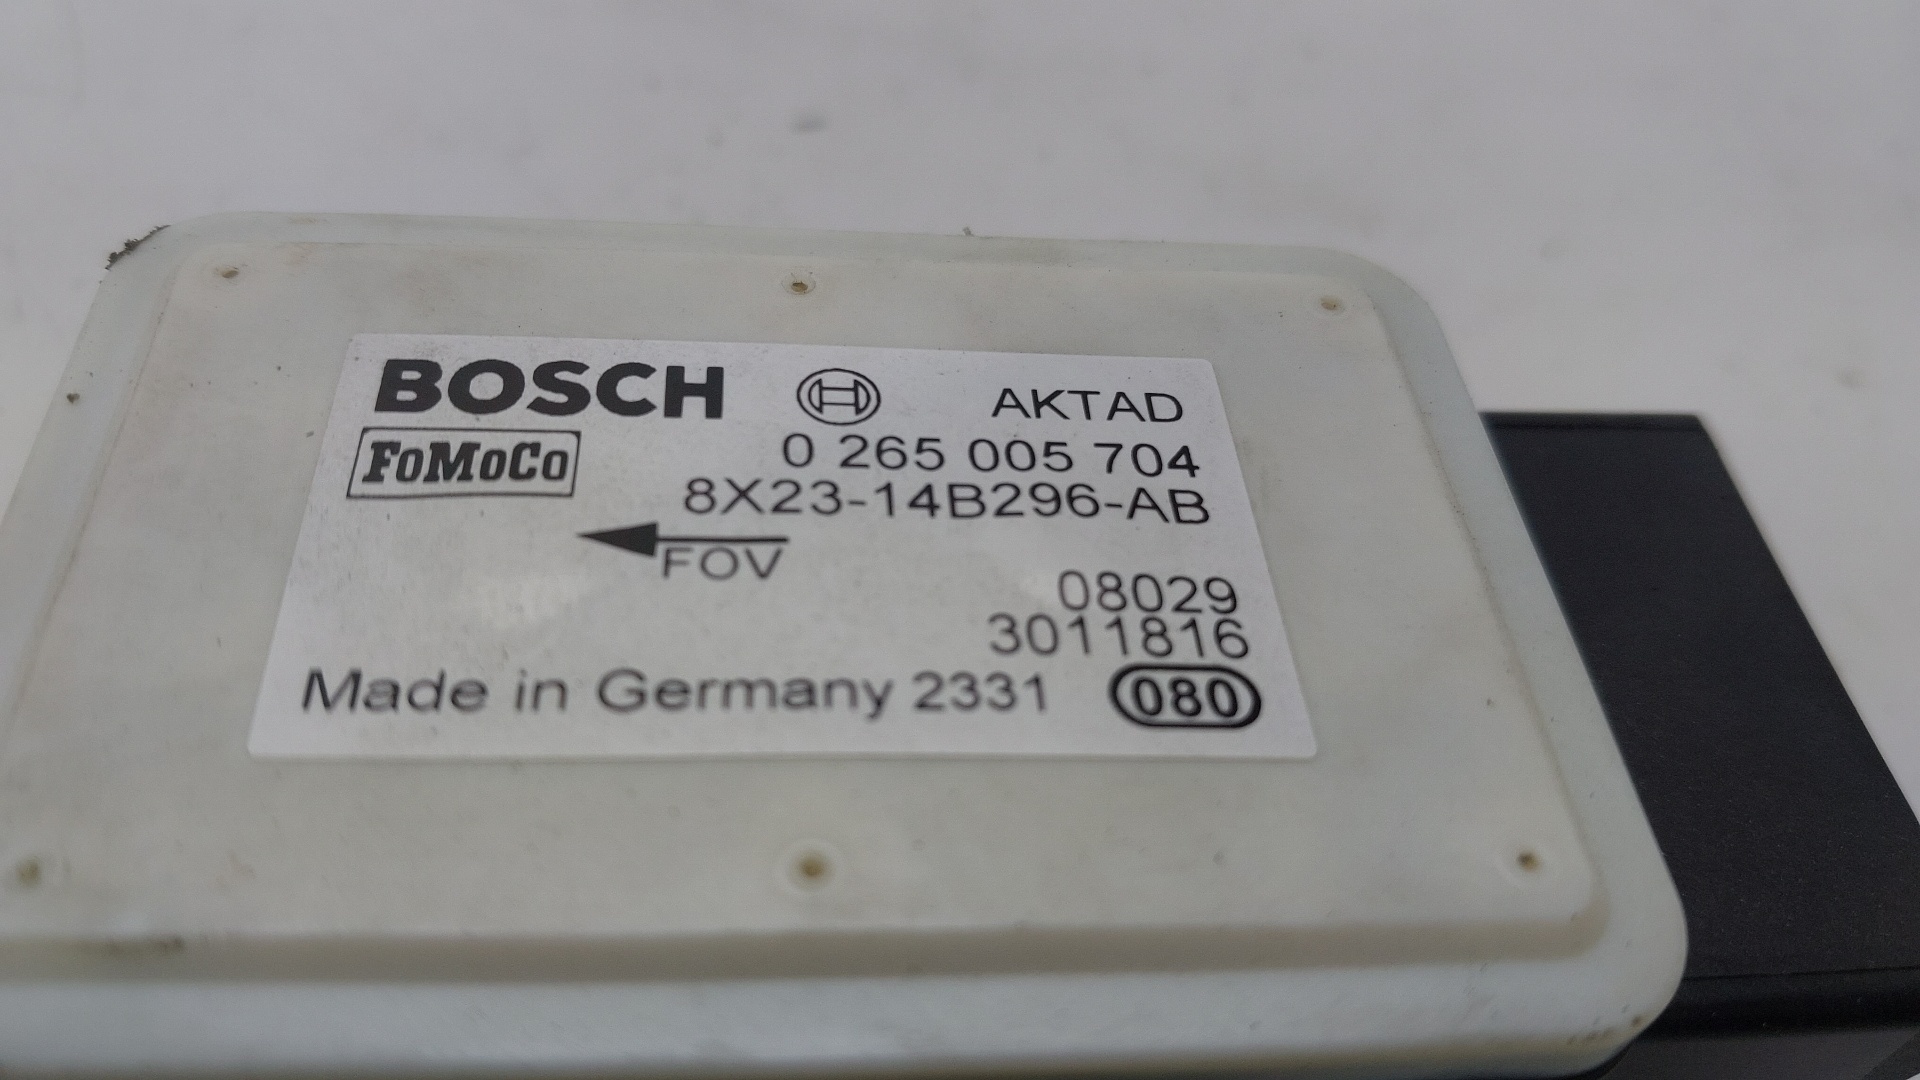 BOSCH AKTAD
FoMoCo 0 265 005 704
8X23-14B296-AB
FOV
08029
3011816
Made in Germany 2331 080